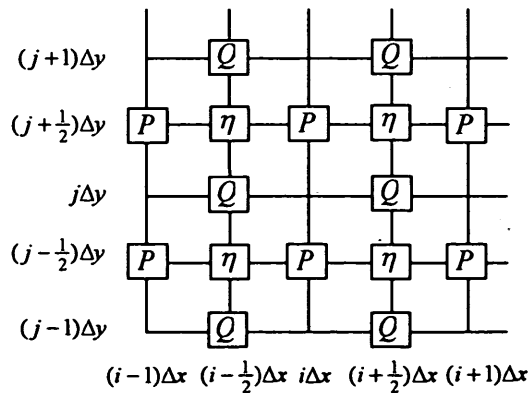 (j+1)Δy Q Q
(j+½)Δy P η P η P
jΔy Q Q
(j−½)Δy P η P η P
(j−1)Δy Q Q
(i−1)Δx (i−½)Δx iΔx (i+½)Δx (i+1)Δx